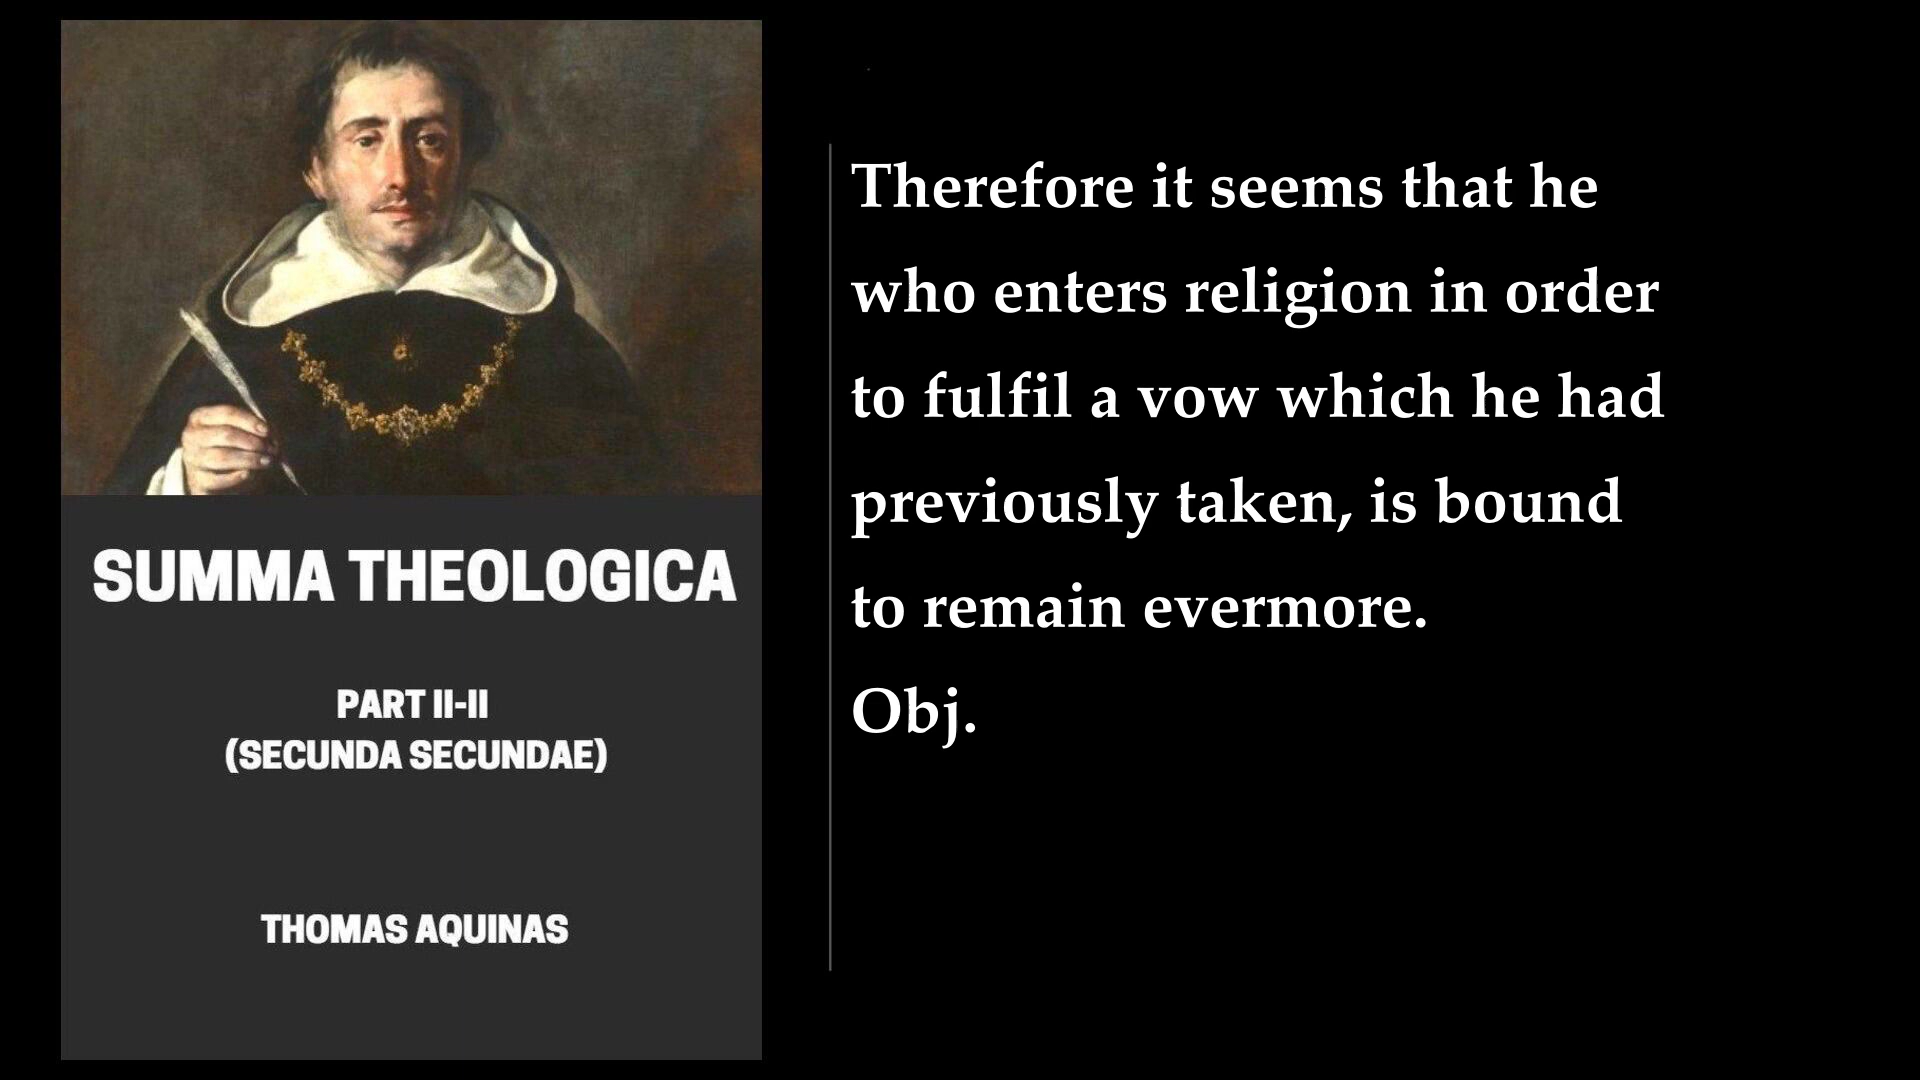 SUMMA THEOLOGICA
PART II-II
(SECUNDA SECUNDAE)
THOMAS AQUINAS
Therefore it seems that he
who enters religion in order
to fulfil a vow which he had
previously taken, is bound
to remain evermore.
Obj.